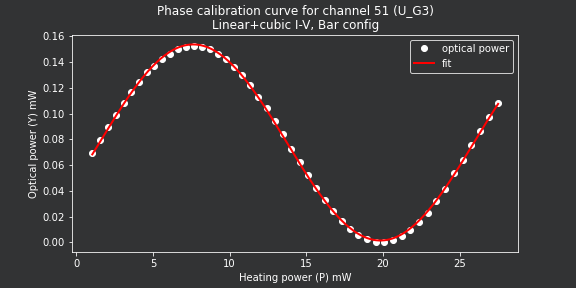 Phase calibration curve for channel 51 (U_G3)
Linear+cubic I-V, Bar config
optical power
fit
Optical power (Y) mW
0.16
0.14
0.12
0.10
0.08
0.06
0.04
0.02
0.00
0
5
10
15
20
25
Heating power (P) mW